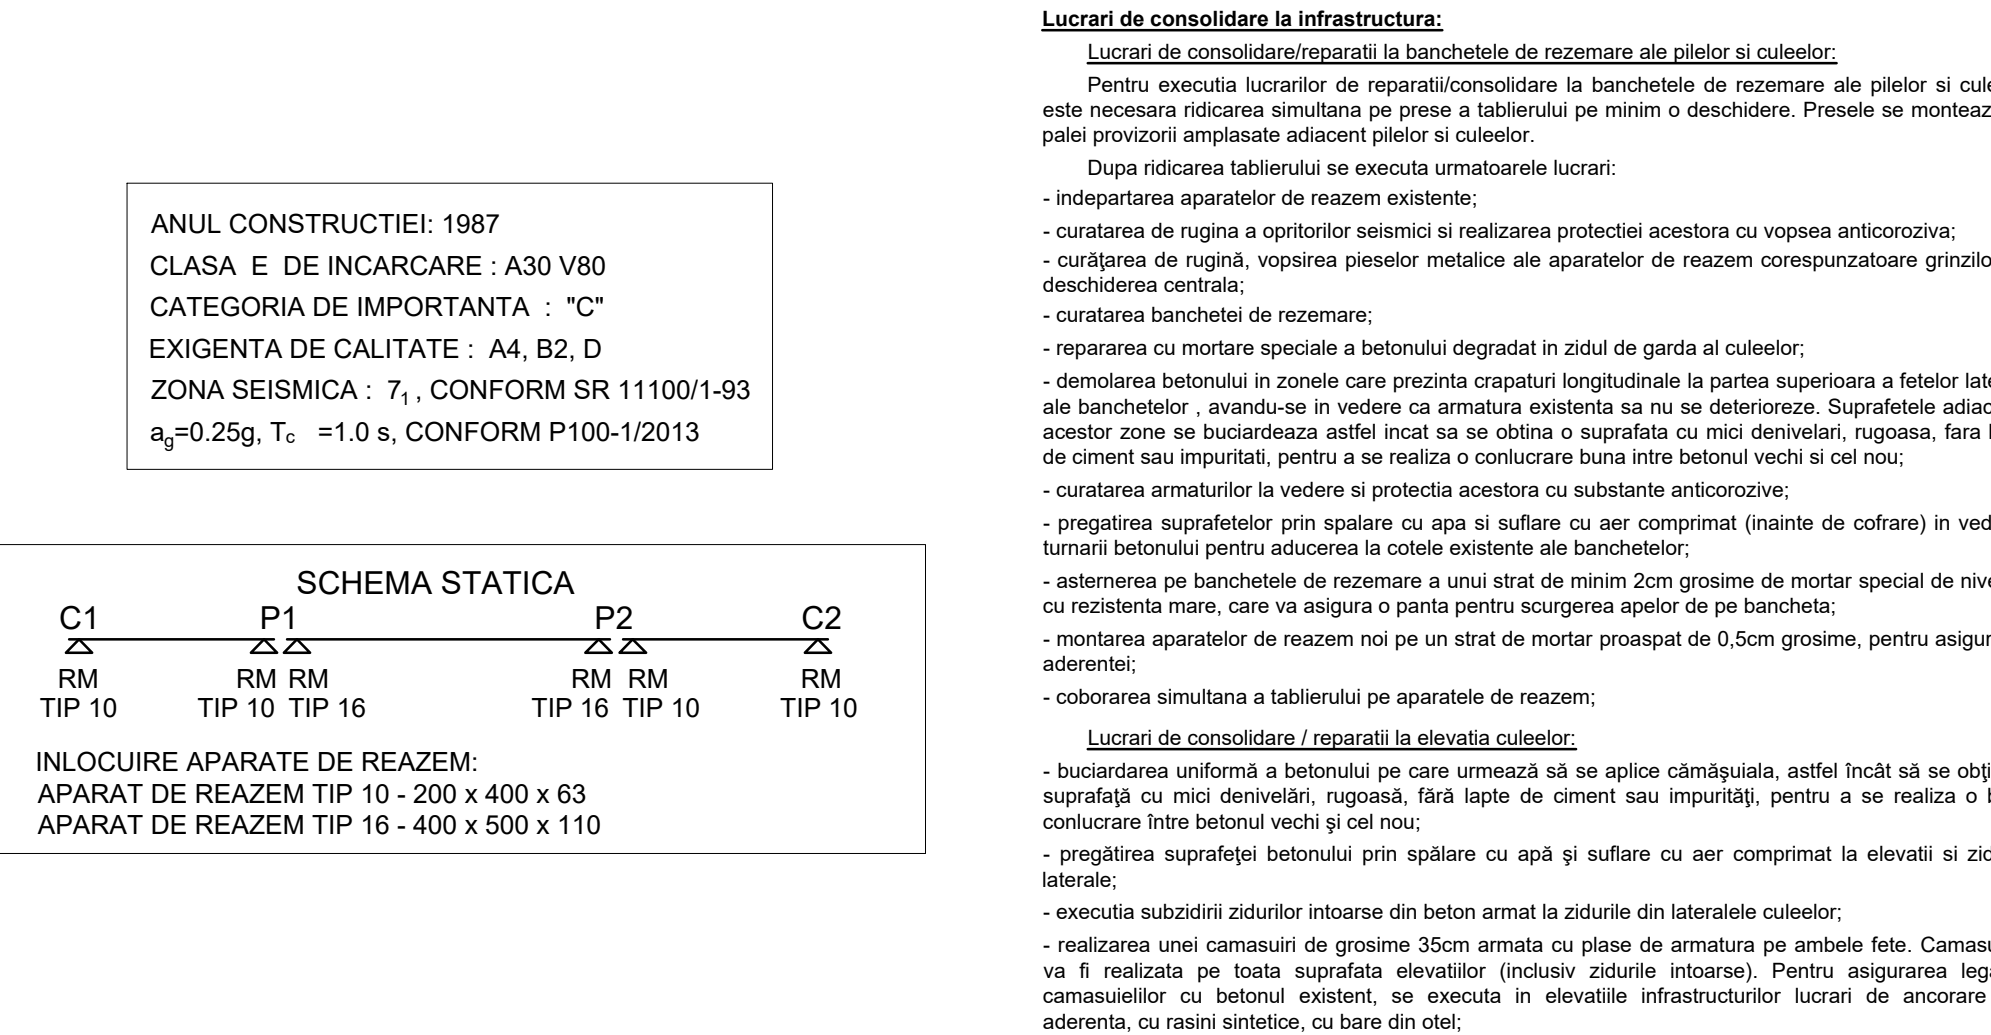 ANUL CONSTRUCTIEI: 1987
CLASA E DE INCARCARE : A30 V80
CATEGORIA DE IMPORTANTA : "C"
EXIGENTA DE CALITATE : A4, B2, D
ZONA SEISMICA : 7₁ , CONFORM SR 11100/1-93
ag=0.25g, Tc =1.0 s, CONFORM P100-1/2013
SCHEMA STATICA
C1 P1 P2 C2
RM RM RM RM RM RM
TIP 10 TIP 10 TIP 16 TIP 16 TIP 10 TIP 10
INLOCUIRE APARATE DE REAZEM:
APARAT DE REAZEM TIP 10 - 200 x 400 x 63
APARAT DE REAZEM TIP 16 - 400 x 500 x 110
Lucrari de consolidare la infrastructura:
Lucrari de consolidare/reparatii la banchetele de rezemare ale pilelor si culeelor:
Pentru executia lucrarilor de reparatii/consolidare la banchetele de rezemare ale pilelor si cule
este necesara ridicarea simultana pe prese a tablierului pe minim o deschidere. Presele se monteaz
palei provizorii amplasate adiacent pilelor si culeelor.
Dupa ridicarea tablierului se executa urmatoarele lucrari:
- indepartarea aparatelor de reazem existente;
- curatarea de rugina a opritorilor seismici si realizarea protectiei acestora cu vopsea anticoroziva;
- curăţarea de rugină, vopsirea pieselor metalice ale aparatelor de reazem corespunzatoare grinzilo
deschiderea centrala;
- curatarea banchetei de rezemare;
- repararea cu mortare speciale a betonului degradat in zidul de garda al culeelor;
- demolarea betonului in zonele care prezinta crapaturi longitudinale la partea superioara a fetelor late
ale banchetelor , avandu-se in vedere ca armatura existenta sa nu se deterioreze. Suprafetele adiac
acestor zone se buciardeaza astfel incat sa se obtina o suprafata cu mici denivelari, rugoasa, fara
de ciment sau impuritati, pentru a se realiza o conlucrare buna intre betonul vechi si cel nou;
- curatarea armaturilor la vedere si protectia acestora cu substante anticorozive;
- pregatirea suprafetelor prin spalare cu apa si suflare cu aer comprimat (inainte de cofrare) in ved
turnarii betonului pentru aducerea la cotele existente ale banchetelor;
- asternerea pe banchetele de rezemare a unui strat de minim 2cm grosime de mortar special de nive
cu rezistenta mare, care va asigura o panta pentru scurgerea apelor de pe bancheta;
- montarea aparatelor de reazem noi pe un strat de mortar proaspat de 0,5cm grosime, pentru asigur
aderentei;
- coborarea simultana a tablierului pe aparatele de reazem;
Lucrari de consolidare / reparatii la elevatia culeelor:
- buciardarea uniformă a betonului pe care urmează să se aplice cămăşuiala, astfel încât să se obţi
suprafaţă cu mici denivelări, rugoasă, fără lapte de ciment sau impurităţi, pentru a se realiza o b
conlucrare între betonul vechi şi cel nou;
- pregătirea suprafeţei betonului prin spălare cu apă şi suflare cu aer comprimat la elevatii si zid
laterale;
- executia subzidirii zidurilor intoarse din beton armat la zidurile din lateralele culeelor;
- realizarea unei camasuiri de grosime 35cm armata cu plase de armatura pe ambele fete. Camasu
va fi realizata pe toata suprafata elevatiilor (inclusiv zidurile intoarse). Pentru asigurarea lega
camasuielilor cu betonul existent, se executa in elevatiile infrastructurilor lucrari de ancorare
aderenta, cu rasini sintetice, cu bare din otel;